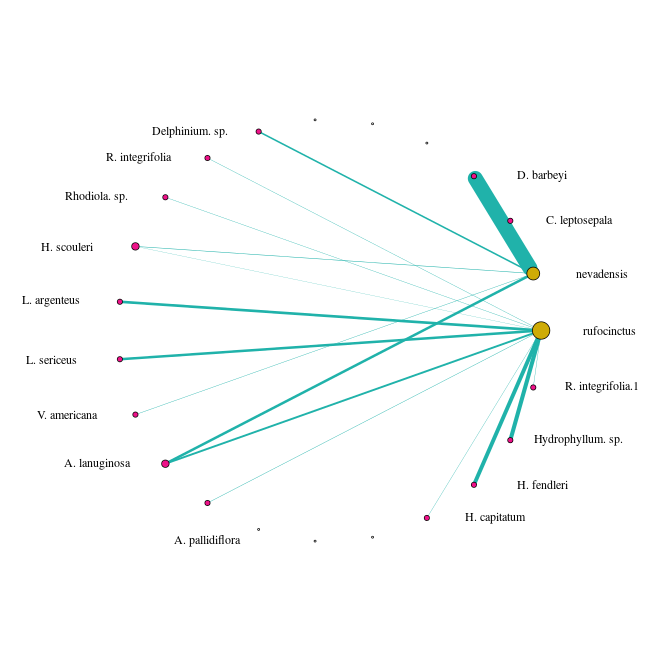 Delphinium. sp.
R. integrifolia
D. barbeyi
Rhodiola. sp.
C. leptosepala
H. scouleri
nevadensis
L. argenteus
rufocinctus
L. sericeus
R. integrifolia.1
V. americana
Hydrophyllum. sp.
A. lanuginosa
H. fendleri
H. capitatum
A. pallidiflora